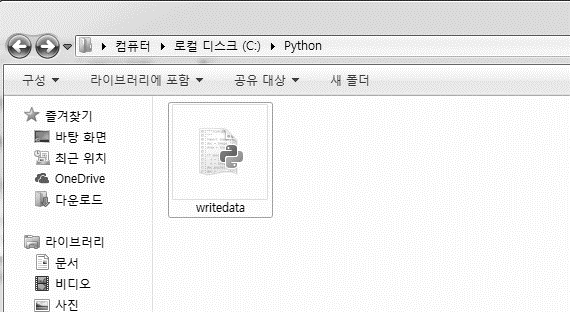 컴퓨터 로컬 디스크 (C:) Python
구성 라이브러리에 포함 공유 대상 새 폴더
즐겨찾기
바탕 화면
최근 위치
OneDrive
다운로드
라이브러리
문서
비디오
사진
writedata